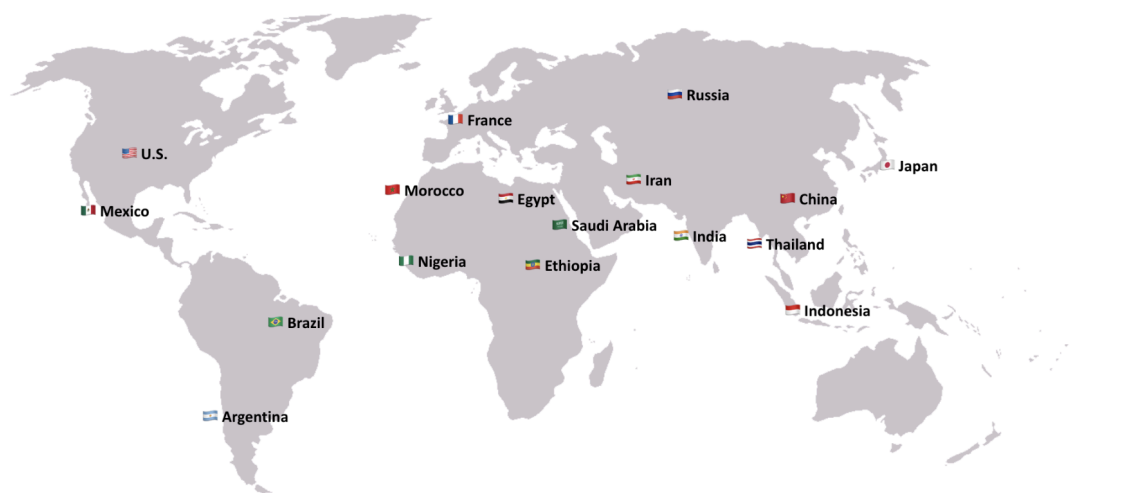 Russia
France
U.S.
Japan
Iran
Morocco
Egypt
China
Mexico
Saudi Arabia
India
Thailand
Nigeria
Ethiopia
Indonesia
Brazil
Argentina